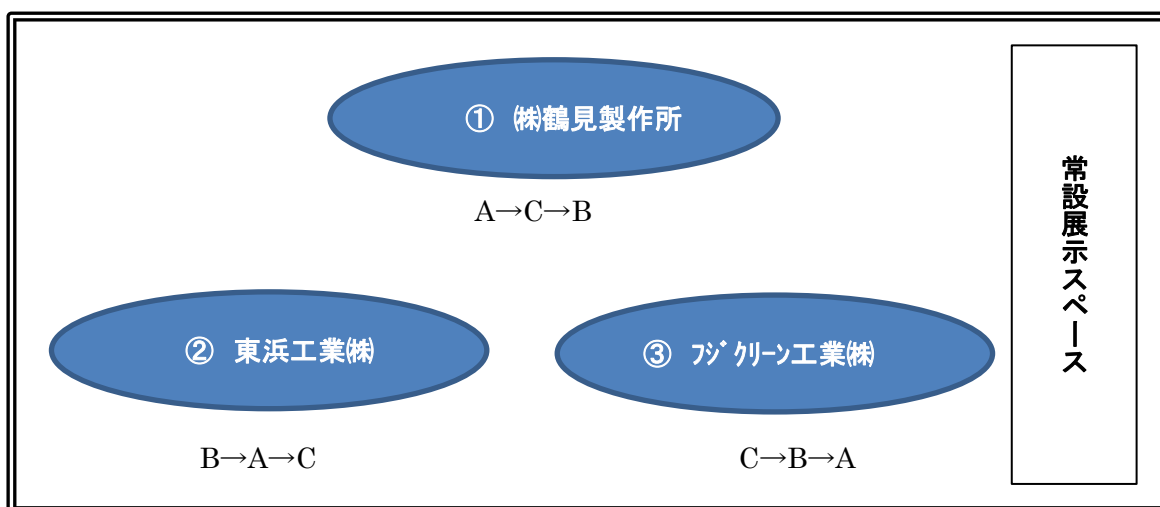 ① ㈱鶴見製作所
A→C→B
② 東浜工業㈱
B→A→C
③ ﾌｼﾞｸﾘｰﾝ工業㈱
C→B→A
常設展示スペース